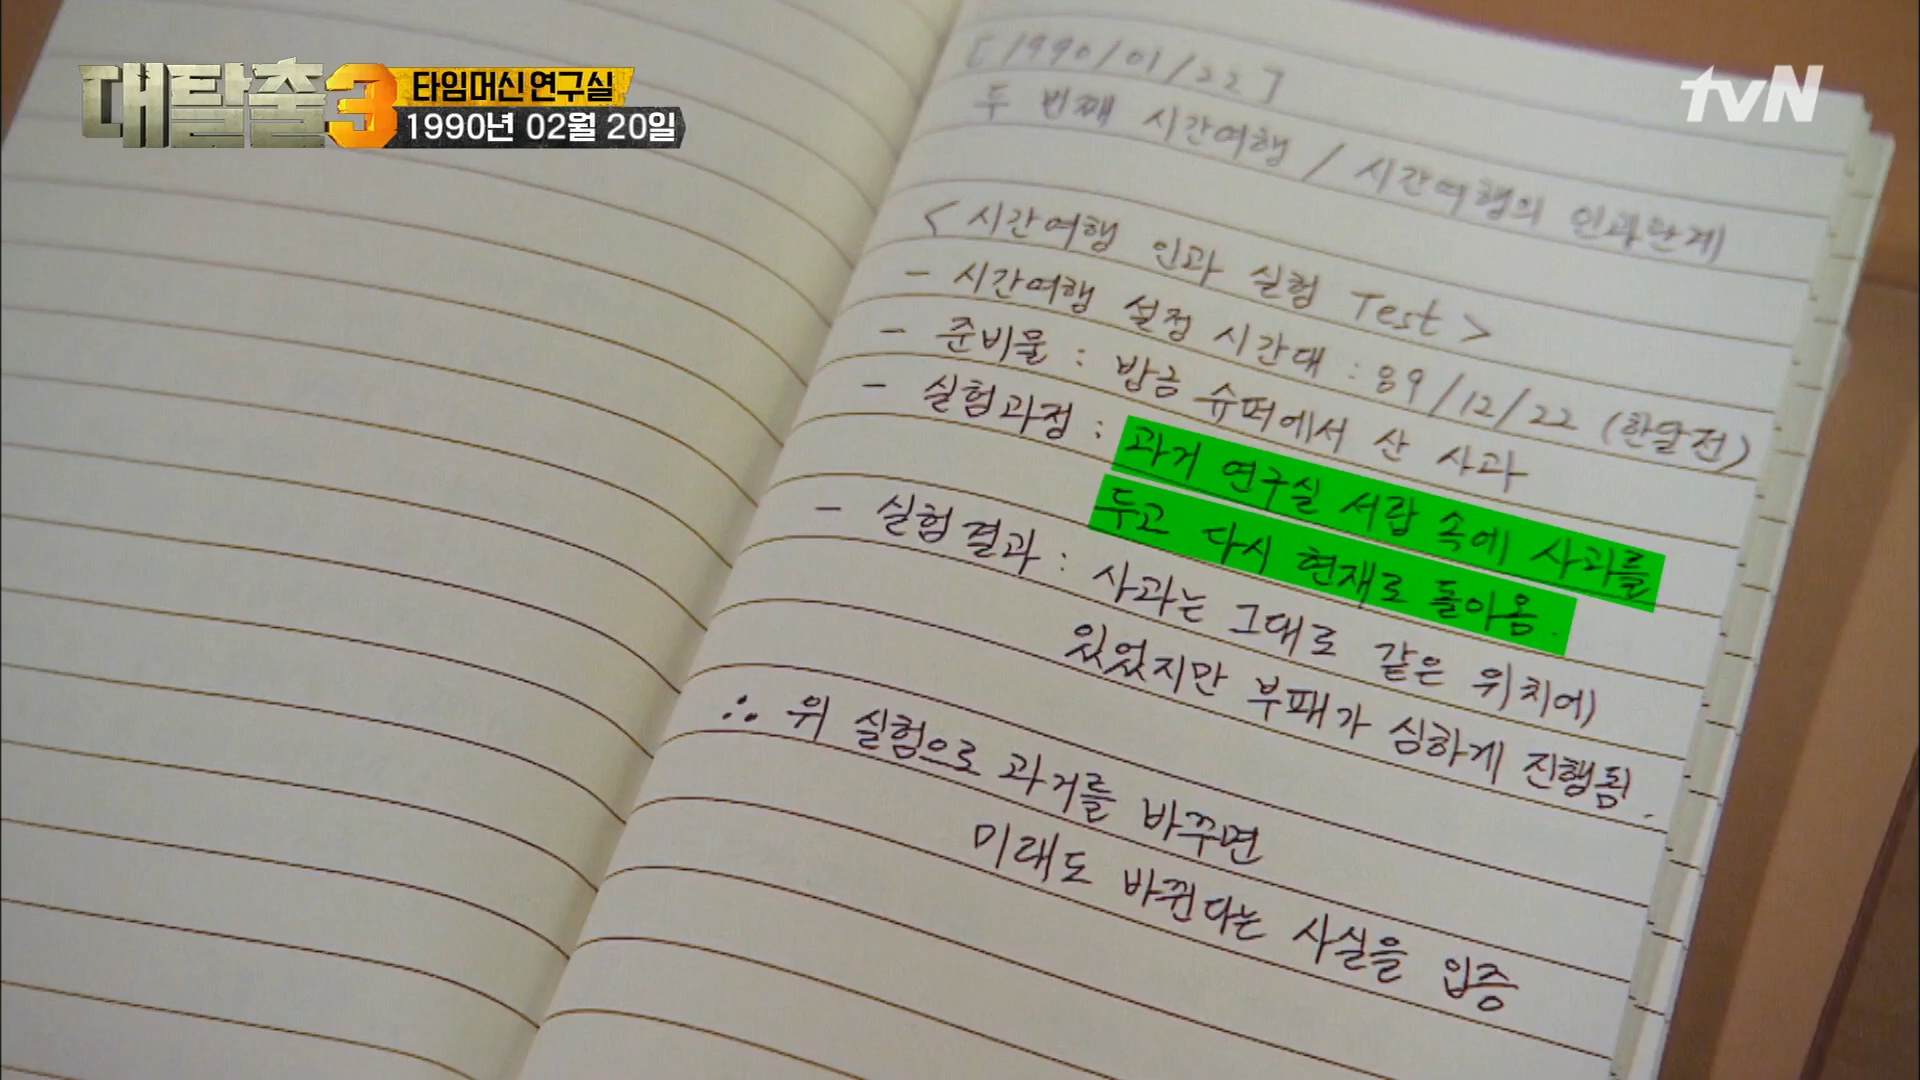 대탈출3
타임머신 연구실
1990년 02월 20일
tvN
[1990/01/22]
두 번째 시간여행 / 시간여행의 인과단계
<시간여행 인과 실험 Test>
- 시간여행 설정 시간대 : 89/12/22 (한달전)
- 준비물 : 방금 슈퍼에서 산 사과
- 실험과정 : 과거 연구실 서랍 속에 사과를
두고 다시 현재로 돌아옴.
- 실험결과 : 사과는 그대로 같은 위치에
있었지만 부패가 심하게 진행됨.
∴ 위 실험으로 과거를 바꾸면
미래도 바뀐다는 사실을 입증